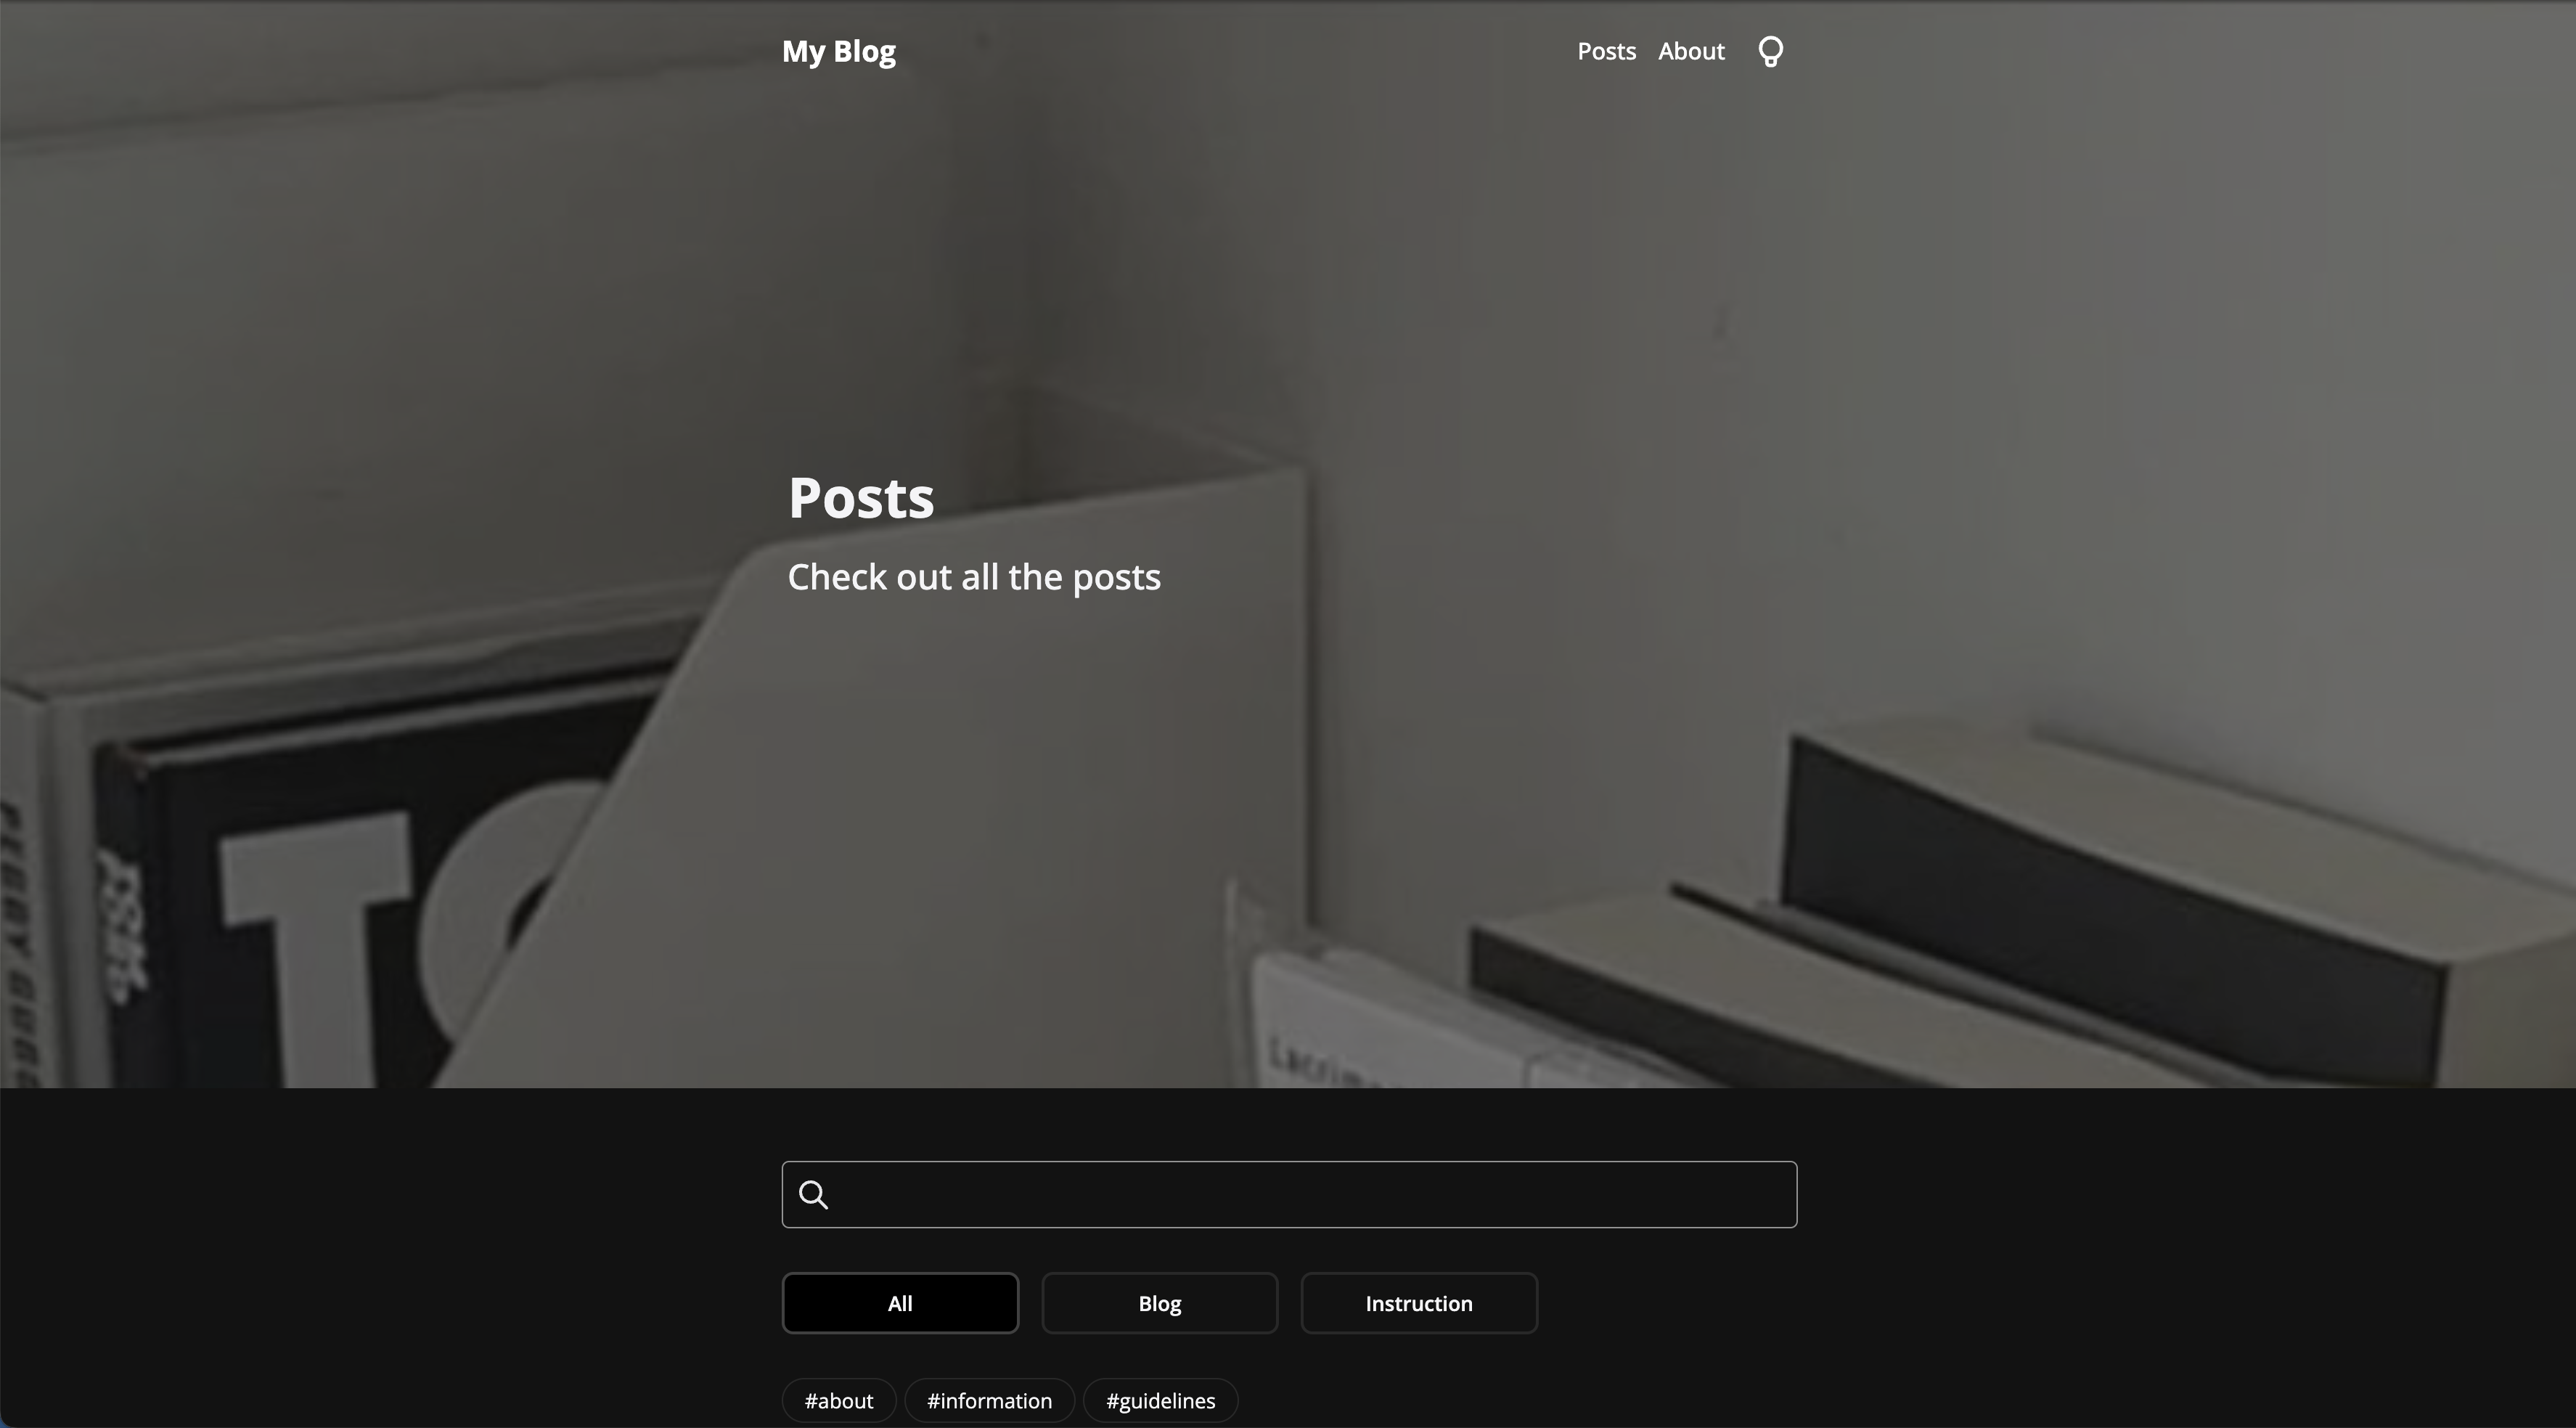 My Blog
Posts About
Posts
Check out all the posts
All Blog Instruction
#about #information #guidelines